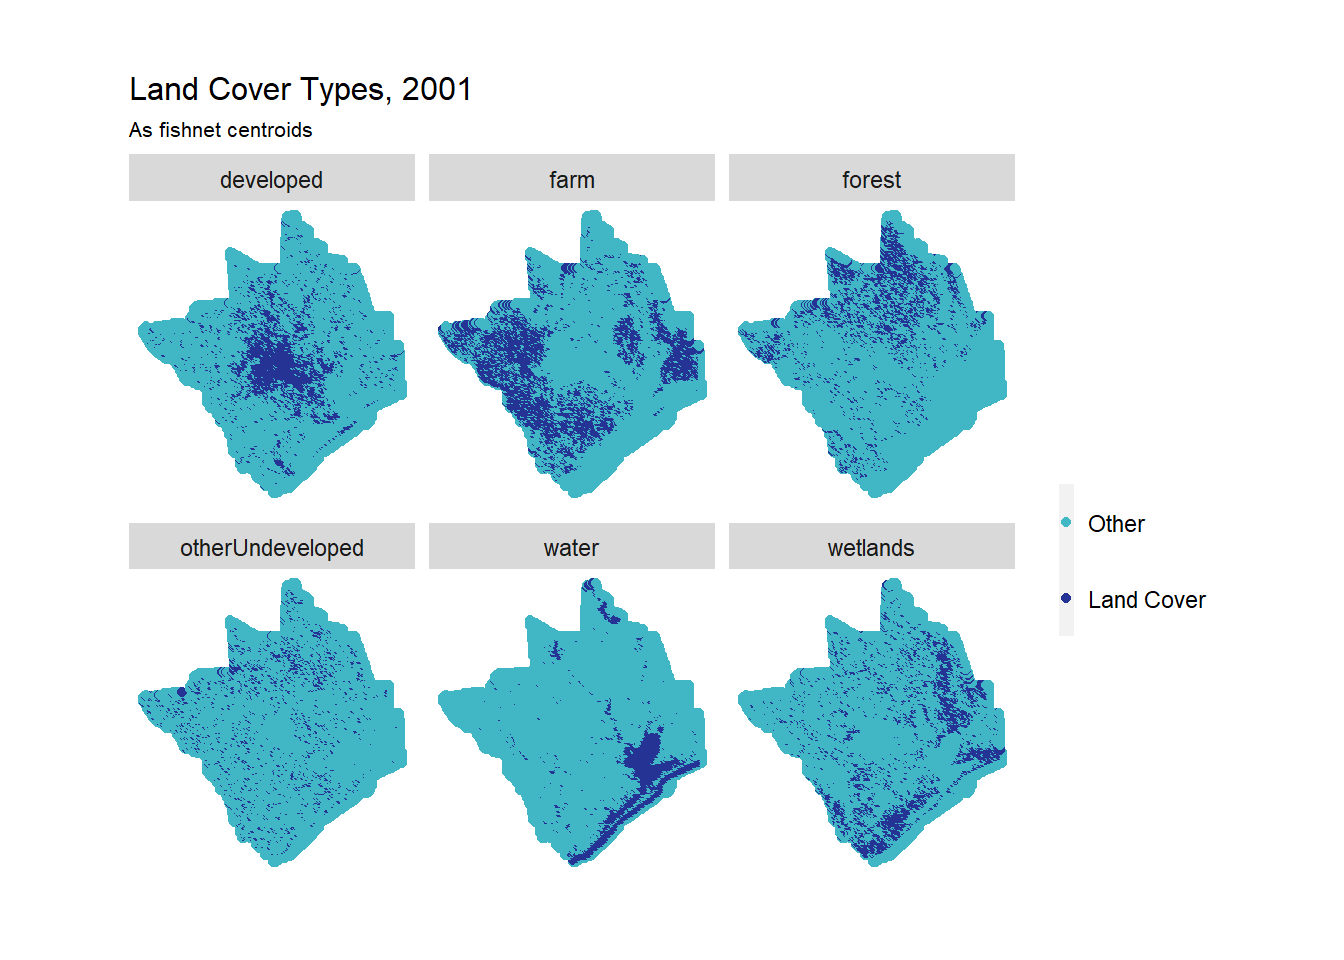 Land Cover Types, 2001
As fishnet centroids
developed
farm
forest
otherUndeveloped
water
wetlands
Other
Land Cover